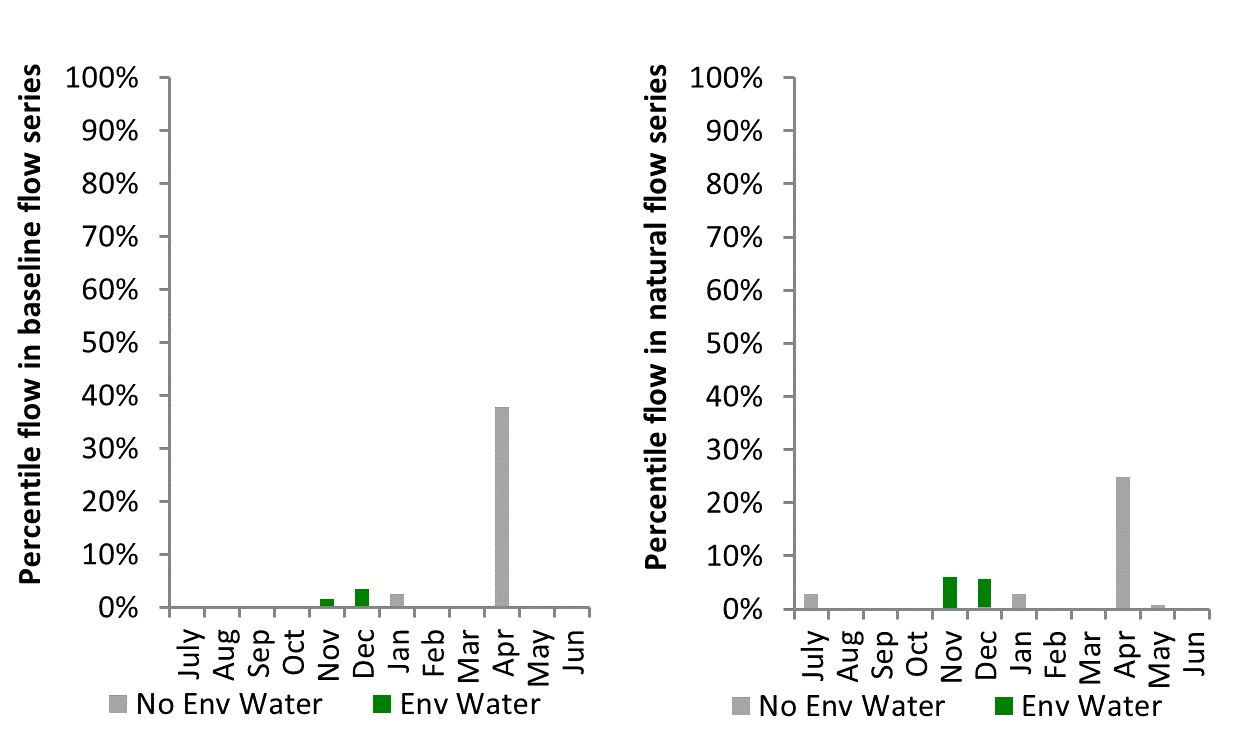 Percentile flow in baseline flow series
100%
90%
80%
70%
60%
50%
40%
30%
20%
10%
0%
July
Aug
Sep
Oct
Nov
Dec
Jan
Feb
Mar
Apr
May
Jun
No Env Water
Env Water
Percentile flow in natural flow series
100%
90%
80%
70%
60%
50%
40%
30%
20%
10%
0%
July
Aug
Sep
Oct
Nov
Dec
Jan
Feb
Mar
Apr
May
Jun
No Env Water
Env Water